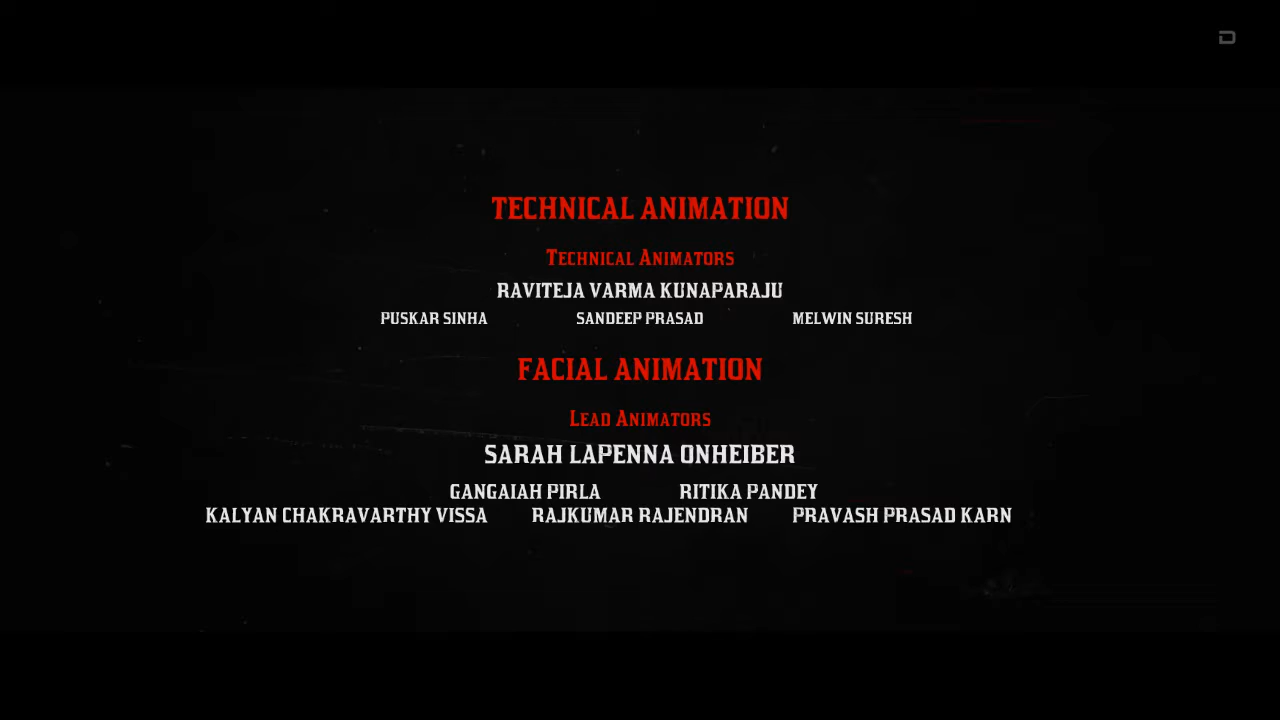 TECHNICAL ANIMATION
TECHNICAL ANIMATORS
RAVITEJA VARMA KUNAPARAJU
PUSKAR SINHA SANDEEP PRASAD MELWIN SURESH
FACIAL ANIMATION
LEAD ANIMATORS
SARAH LAPENNA ONHEIBER
GANGAIAH PIRLA RITIKA PANDEY
KALYAN CHAKRAVARTHY VISSA RAJKUMAR RAJENDRAN PRAVASH PRASAD KARN